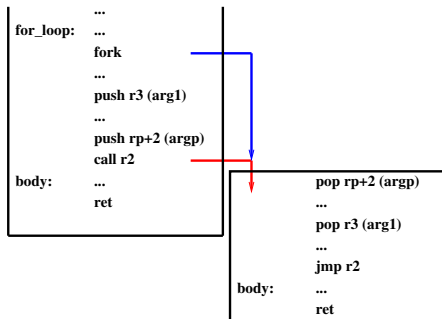 ...
for_loop: ...
fork
...
push r3 (arg1)
...
push rp+2 (argp)
call r2
body: ...
ret
pop rp+2 (argp)
...
pop r3 (arg1)
...
jmp r2
body: ...
ret